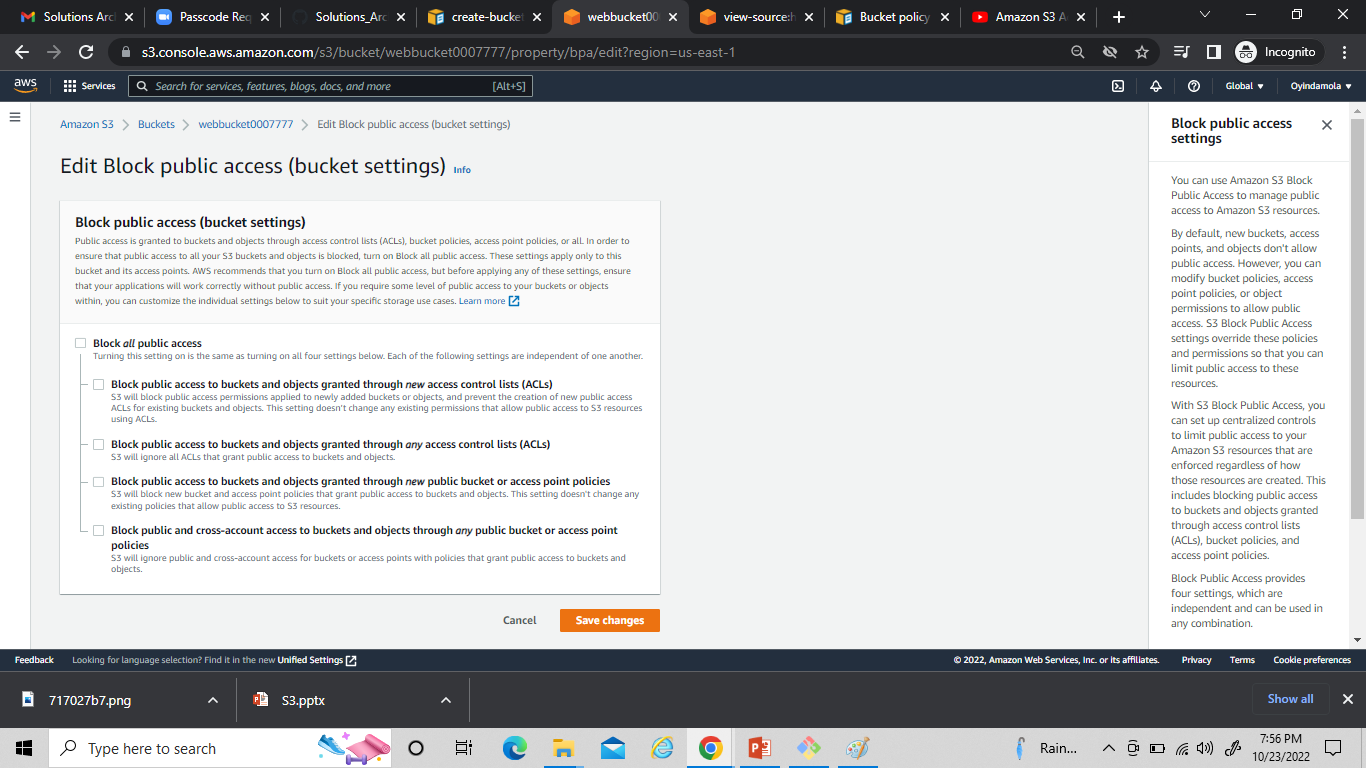 Solutions Arc
Passcode Req
Solutions_Arc
create-bucket
webbucket00
view-source:h
Bucket policy
Amazon S3 A
s3.console.aws.amazon.com/s3/bucket/webbucket0007777/property/bpa/edit?region=us-east-1
Incognito
aws
Services
Search for services, features, blogs, docs, and more
[Alt+S]
Global
Oyindamola
Amazon S3
Buckets
webbucket0007777
Edit Block public access (bucket settings)
Edit Block public access (bucket settings) Info
Block public access (bucket settings)
Public access is granted to buckets and objects through access control lists (ACLs), bucket policies, access point policies, or all. In order to
ensure that public access to all your S3 buckets and objects is blocked, turn on Block all public access. These settings apply only to this
bucket and its access points. AWS recommends that you turn on Block all public access, but before applying any of these settings, ensure
that your applications will work correctly without public access. If you require some level of public access to your buckets or objects
within, you can customize the individual settings below to suit your specific storage use cases. Learn more
Block all public access
Turning this setting on is the same as turning on all four settings below. Each of the following settings are independent of one another.
Block public access to buckets and objects granted through new access control lists (ACLs)
S3 will block public access permissions applied to newly added buckets or objects, and prevent the creation of new public access
ACLs for existing buckets and objects. This setting doesn't change any existing permissions that allow public access to S3 resources
using ACLs.
Block public access to buckets and objects granted through any access control lists (ACLs)
S3 will ignore all ACLs that grant public access to buckets and objects.
Block public access to buckets and objects granted through new public bucket or access point policies
S3 will block new bucket and access point policies that grant public access to buckets and objects. This setting doesn't change any
existing policies that allow public access to S3 resources.
Block public and cross-account access to buckets and objects through any public bucket or access point
policies
S3 will ignore public and cross-account access for buckets or access points with policies that grant public access to buckets and
objects.
Cancel
Save changes
Block public access
settings
You can use Amazon S3 Block
Public Access to manage public
access to Amazon S3 resources.
By default, new buckets, access
points, and objects don't allow
public access. However, you can
modify bucket policies, access
point policies, or object
permissions to allow public
access. S3 Block Public Access
settings override these policies
and permissions so that you can
limit public access to these
resources.
With S3 Block Public Access, you
can set up centralized controls
to limit public access to your
Amazon S3 resources that are
enforced regardless of how
those resources are created. This
includes blocking public access
to buckets and objects granted
through access control lists
(ACLs), bucket policies, and
access point policies.
Block Public Access provides
four settings, which are
independent and can be used in
any combination.
Feedback
Looking for language selection? Find it in the new Unified Settings
© 2022, Amazon Web Services, Inc. or its affiliates.
Privacy
Terms
Cookie preferences
717027b7.png
S3.pptx
Show all
Type here to search
Rain...
7:56 PM
10/23/2022